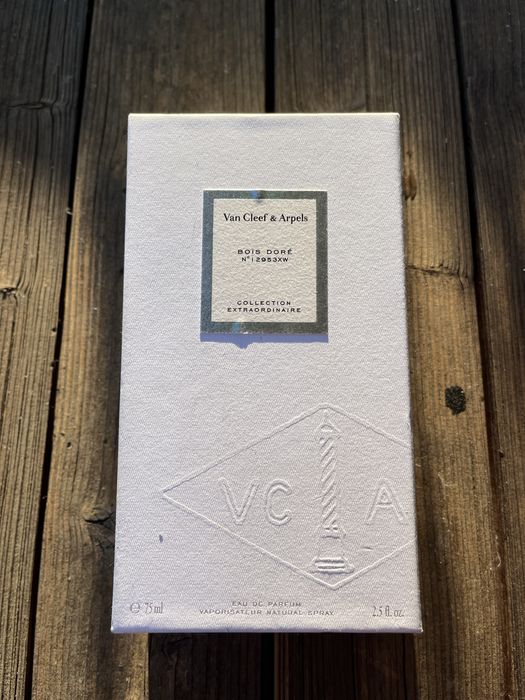 Van Cleef & Arpels
BOIS DORÉ
N°12953XW
COLLECTION
EXTRAORDINAIRE
VC A
EAU DE PARFUM
℮ 75 ml VAPORISATEUR NATURAL SPRAY 2.5 fl. oz.